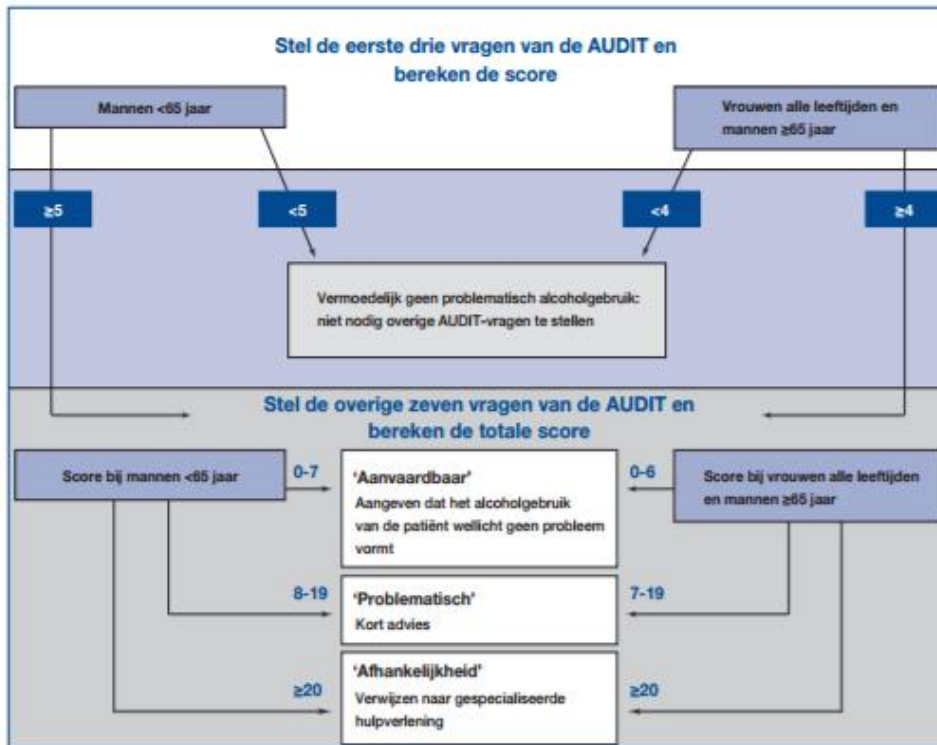 Stel de eerste drie vragen van de AUDIT en
bereken de score
Mannen <65 jaar
Vrouwen alle leeftijden en
mannen ≥65 jaar
≥5
<5
<4
≥4
Vermoedelijk geen problematisch alcoholgebruik:
niet nodig overige AUDIT-vragen te stellen
Stel de overige zeven vragen van de AUDIT en
bereken de totale score
Score bij mannen <65 jaar
0-7
‘Aanvaardbaar’
Aangeven dat het alcoholgebruik
van de patiënt wellicht geen probleem
vormt
0-6
Score bij vrouwen alle leeftijden
en mannen ≥65 jaar
8-19
‘Problematisch’
Kort advies
7-19
≥20
‘Afhankelijkheid’
Verwijzen naar gespecialiseerde
hulpverlening
≥20